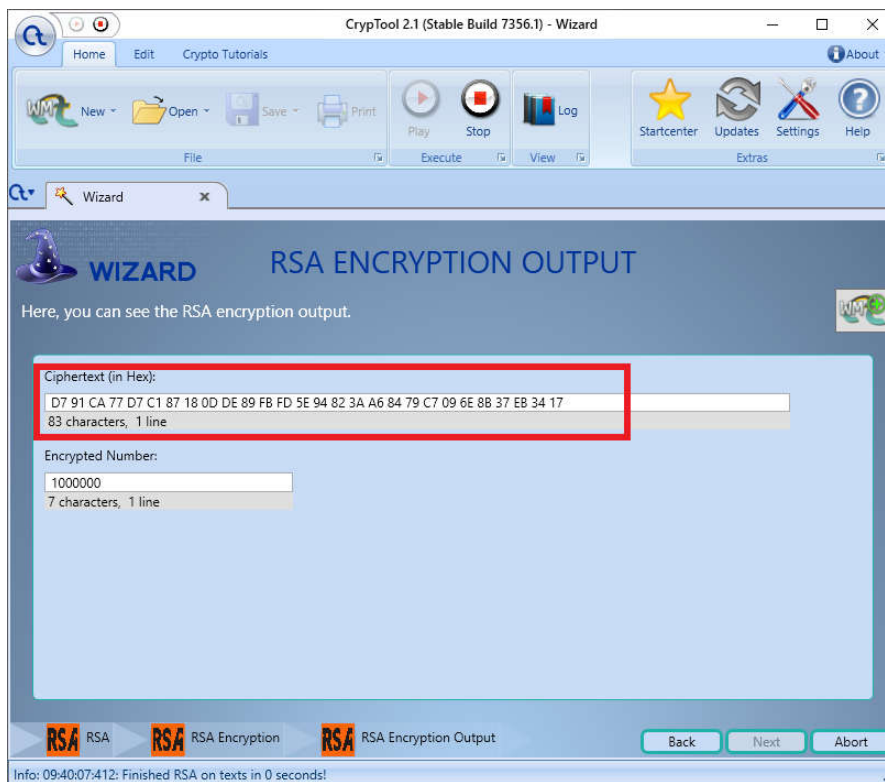 CrypTool 2.1 (Stable Build 7356.1) - Wizard
Home Edit Crypto Tutorials About
New Open Save Print Play Stop Log Startcenter Updates Settings Help
File Execute View Extras
Wizard
WIZARD RSA ENCRYPTION OUTPUT
Here, you can see the RSA encryption output.
Ciphertext (in Hex):
D7 91 CA 77 D7 C1 87 18 0D DE 89 FB FD 5E 94 82 3A A6 84 79 C7 09 6E 8B 37 EB 34 17
83 characters, 1 line
Encrypted Number:
1000000
7 characters, 1 line
RSA RSA RSA RSA Encryption RSA RSA Encryption Output Back Next Abort
Info: 09:40:07:412: Finished RSA on texts in 0 seconds!